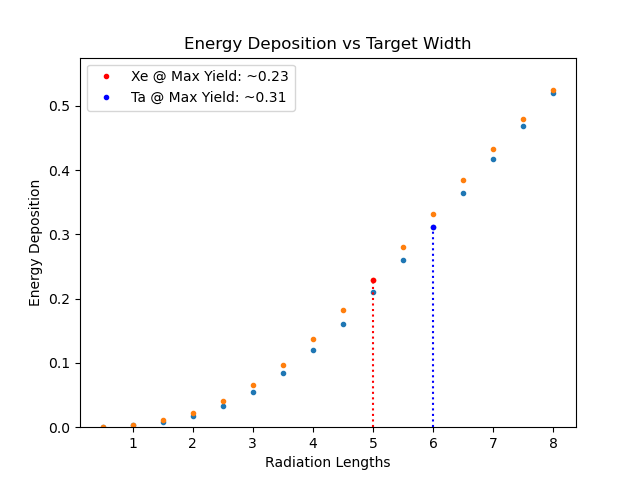 Energy Deposition vs Target Width
Xe @ Max Yield: ~0.23
Ta @ Max Yield: ~0.31
Energy Deposition
0.5
0.4
0.3
0.2
0.1
0.0
1 2 3 4 5 6 7 8
Radiation Lengths